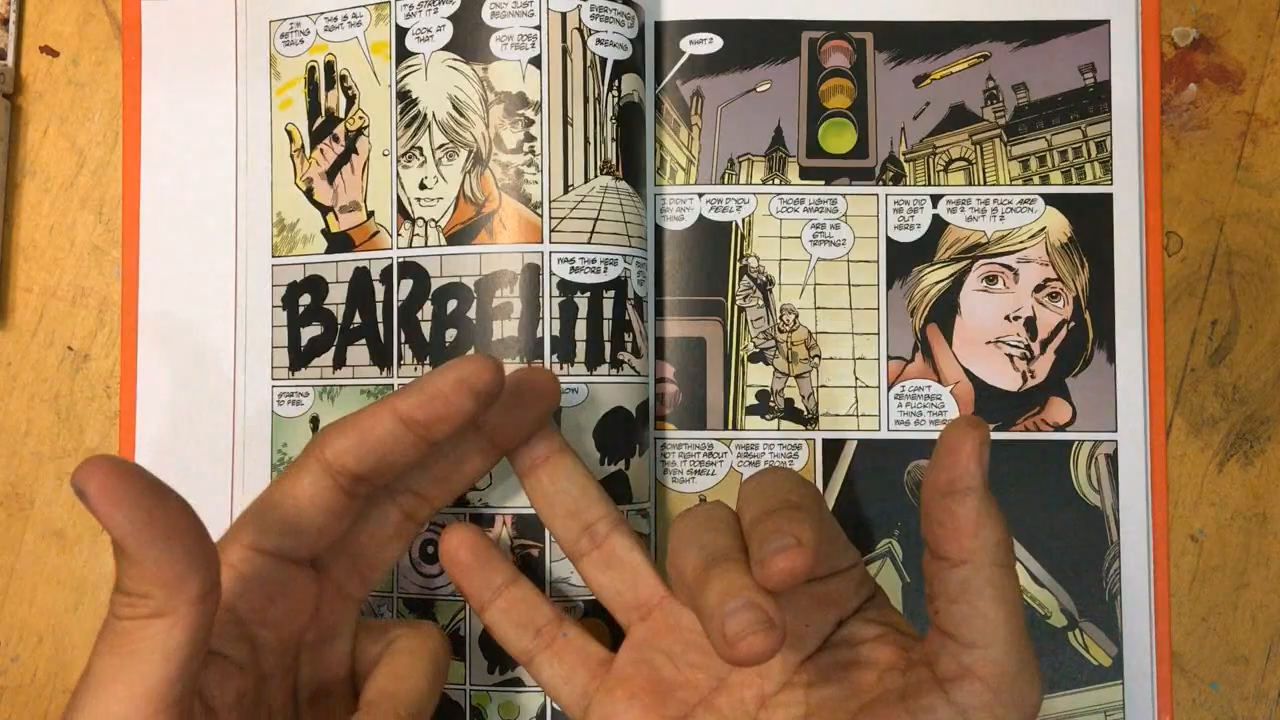 I'M
GETTING
TRAILS
THIS IS ALL
RIGHT, THIS
IT'S STRONG,
ISN'T IT?
LOOK AT
THAT.
ONLY JUST
BEGINNING.
HOW DOES
IT FEEL?
EVERYTHING'S
SPEEDING UP
BREAKING
BARBELITH
WAS THIS HERE
BEFORE?
STARTING
TO FEEL
NOW
WHAT?
I DIDN'T
SAY ANY-
THING.
HOW D'YOU
FEEL?
THOSE LIGHTS
LOOK AMAZING.
ARE WE
STILL
TRIPPING?
HOW DID
WE GET
OUT
HERE?
WHERE THE FUCK ARE
WE? THIS IS LONDON,
ISN'T IT?
I CAN'T
REMEMBER
A FUCKING
THING. THAT
WAS SO WEIRD
SOMETHING'S
NOT RIGHT ABOUT
THIS. IT DOESN'T
EVEN SMELL
RIGHT.
WHERE DID THOSE
AIRSHIP THINGS
COME FROM?